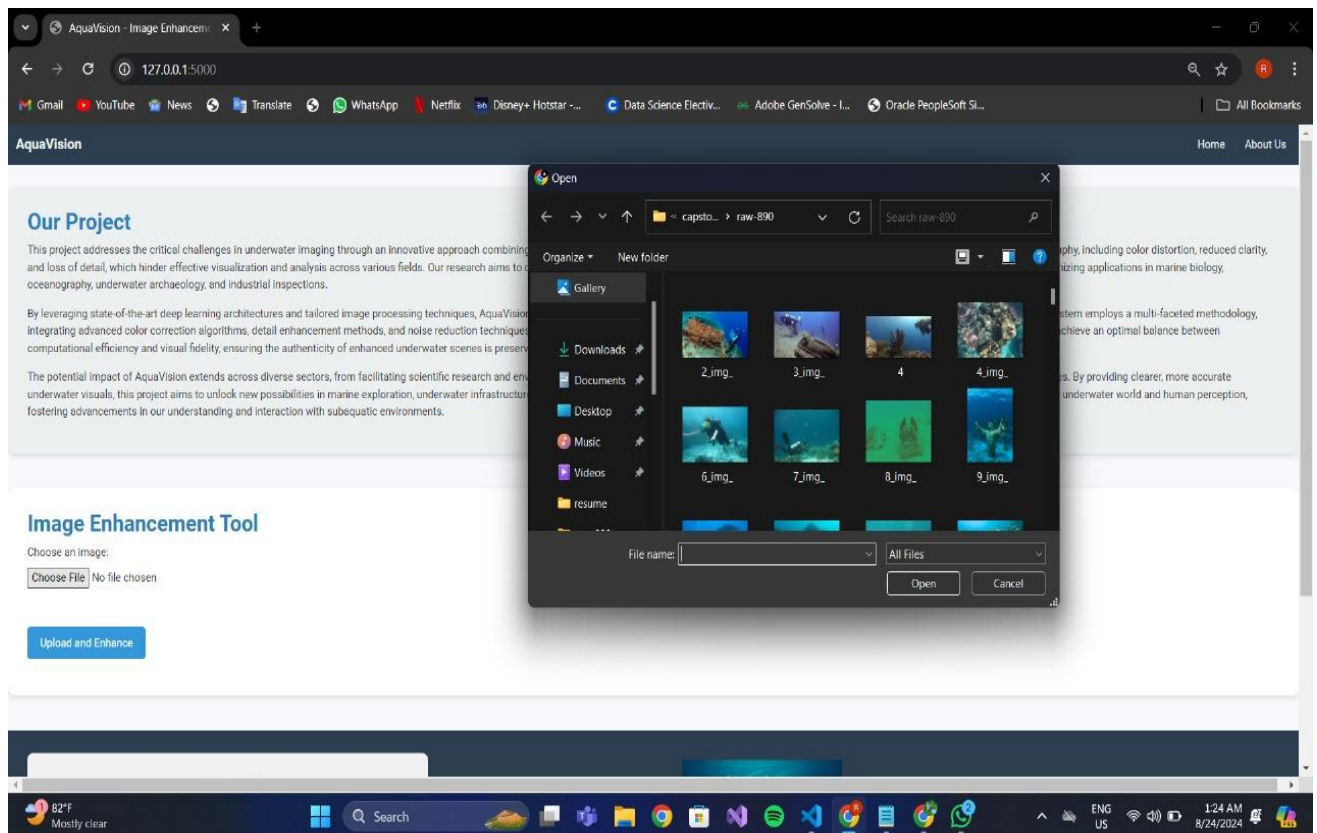 AquaVision - Image Enhanceme
127.0.0.1:5000
R
Gmail YouTube News Translate WhatsApp Netflix Disney+ Hotstar -... Data Science Electiv... Adobe GenSolve - I... Oracle PeopleSoft Si... All Bookmarks
AquaVision Home About Us
Our Project
This project addresses the critical challenges in underwater imaging through an innovative approach combining
phy, including color distortion, reduced clarity,
and loss of detail, which hinder effective visualization and analysis across various fields. Our research aims to
izing applications in marine biology,
oceanography, underwater archaeology, and industrial inspections.
By leveraging state-of-the-art deep learning architectures and tailored image processing techniques, AquaVision
stem employs a multi-faceted methodology,
integrating advanced color correction algorithms, detail enhancement methods, and noise reduction techniques
chieve an optimal balance between
computational efficiency and visual fidelity, ensuring the authenticity of enhanced underwater scenes is preserv
The potential impact of AquaVision extends across diverse sectors, from facilitating scientific research and env
es. By providing clearer, more accurate
underwater visuals, this project aims to unlock new possibilities in marine exploration, underwater infrastructur
underwater world and human perception,
fostering advancements in our understanding and interaction with subaquatic environments.
Open
« capsto... › raw-890
Search raw-890
Organize New folder
Gallery
Downloads
Documents
Desktop
Music
Videos
resume
2_img_ 3_img_ 4 4_img_
6_img_ 7_img_ 8_img_ 9_img_
File name: All Files
Open Cancel
Image Enhancement Tool
Choose an image:
Choose File No file chosen
Upload and Enhance
1
82°F
Mostly clear
Search
2
ENG
US
1:24 AM
8/24/2024